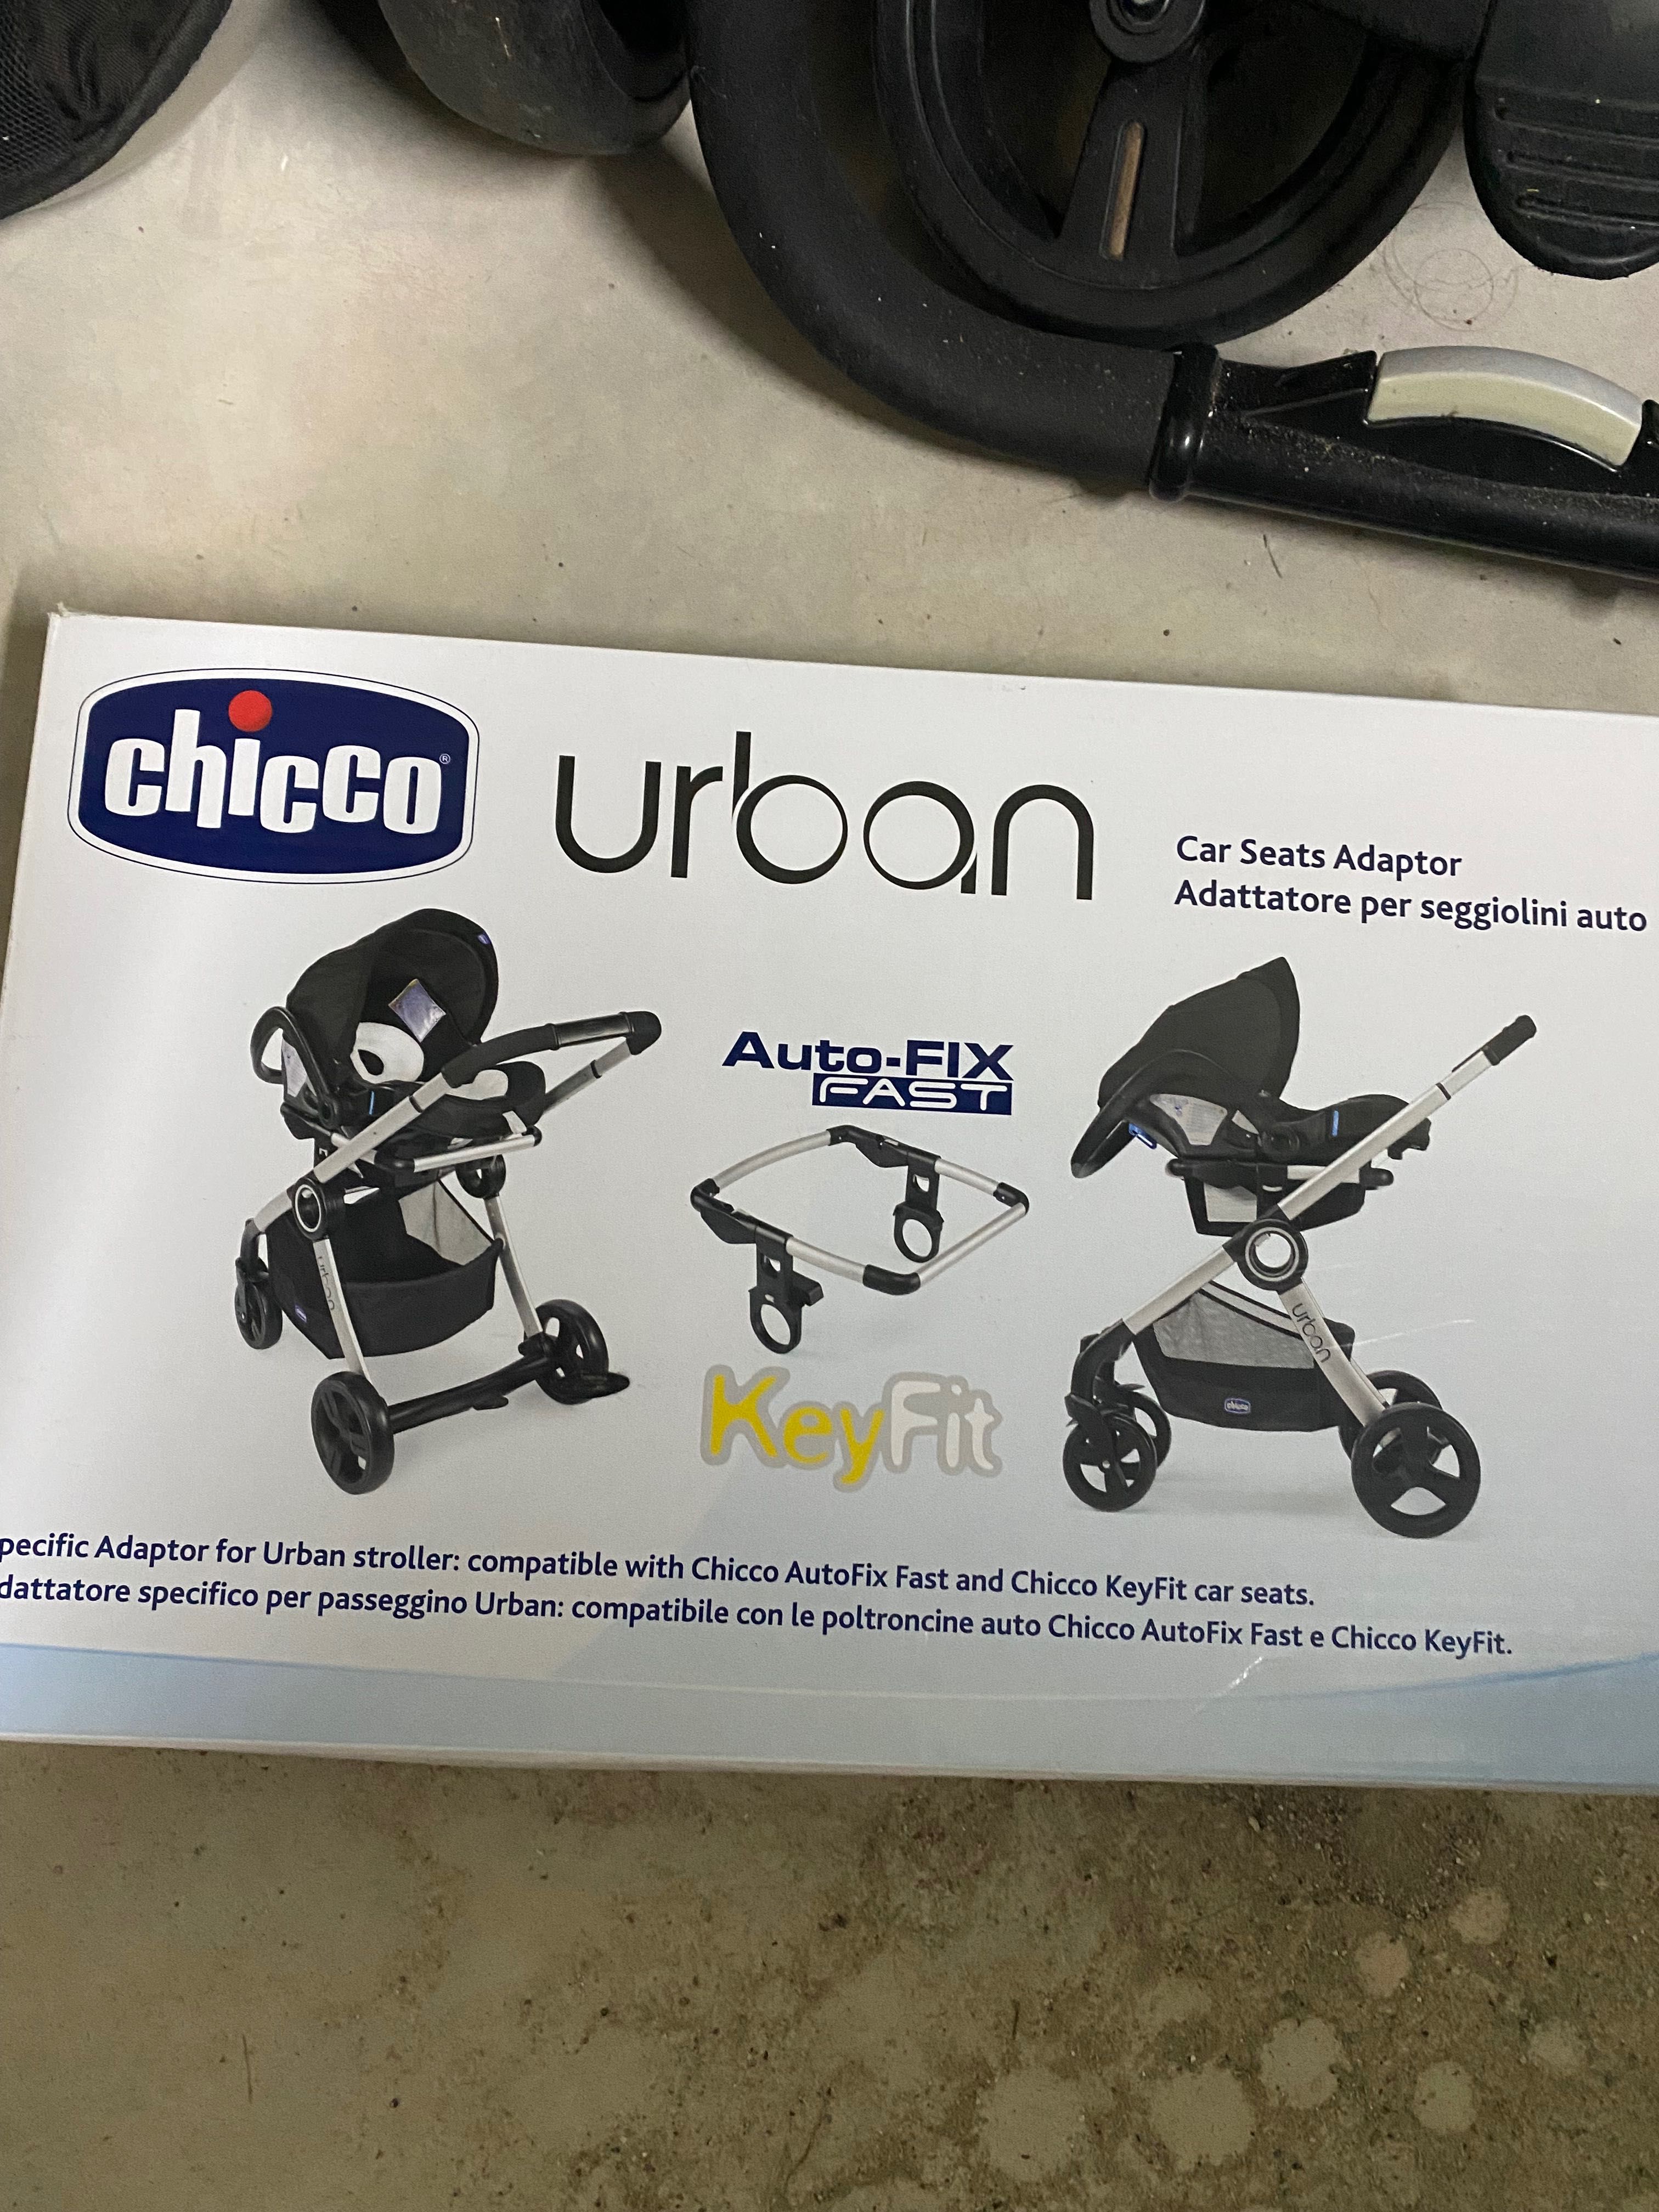 chicco®
urban
Car Seats Adaptor
Adattatore per seggiolini auto
Auto-FIX
FAST
urban
urban
chicco
KeyFit
pecific Adaptor for Urban stroller: compatible with Chicco AutoFix Fast and Chicco KeyFit car seats.
dattatore specifico per passeggino Urban: compatibile con le poltroncine auto Chicco AutoFix Fast e Chicco KeyFit.